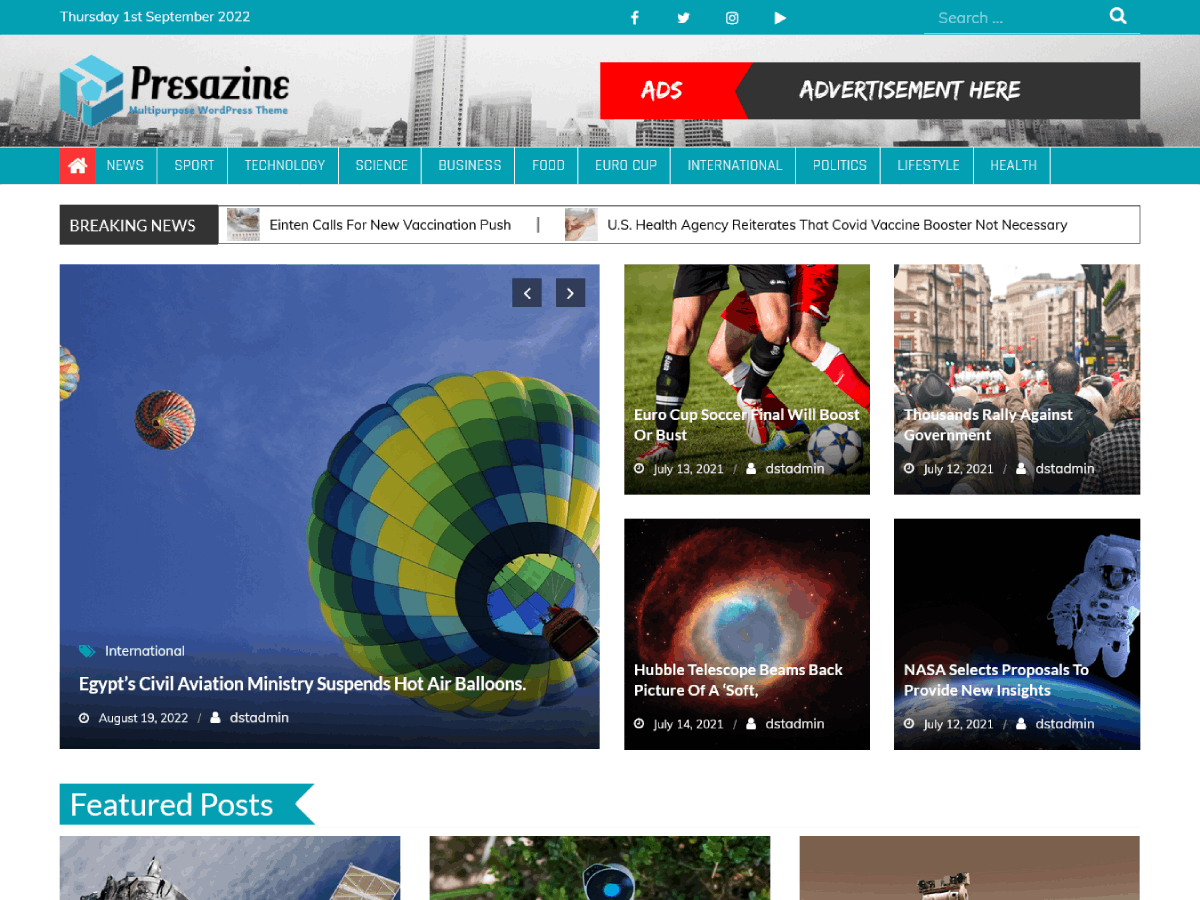 Thursday 1st September 2022
Search ...
Presazine
Multipurpose WordPress Theme
ADS
ADVERTISEMENT HERE
NEWS
SPORT
TECHNOLOGY
SCIENCE
BUSINESS
FOOD
EURO CUP
INTERNATIONAL
POLITICS
LIFESTYLE
HEALTH
BREAKING NEWS
Einten Calls For New Vaccination Push
|
U.S. Health Agency Reiterates That Covid Vaccine Booster Not Necessary
International
Egypt’s Civil Aviation Ministry Suspends Hot Air Balloons.
August 19, 2022 / dstadmin
Euro Cup Soccer Final Will Boost
Or Bust
July 13, 2021 / dstadmin
Thousands Rally Against
Government
July 12, 2021 / dstadmin
Hubble Telescope Beams Back
Picture Of A ‘Soft,
July 14, 2021 / dstadmin
NASA Selects Proposals To
Provide New Insights
July 12, 2021 / dstadmin
Featured Posts